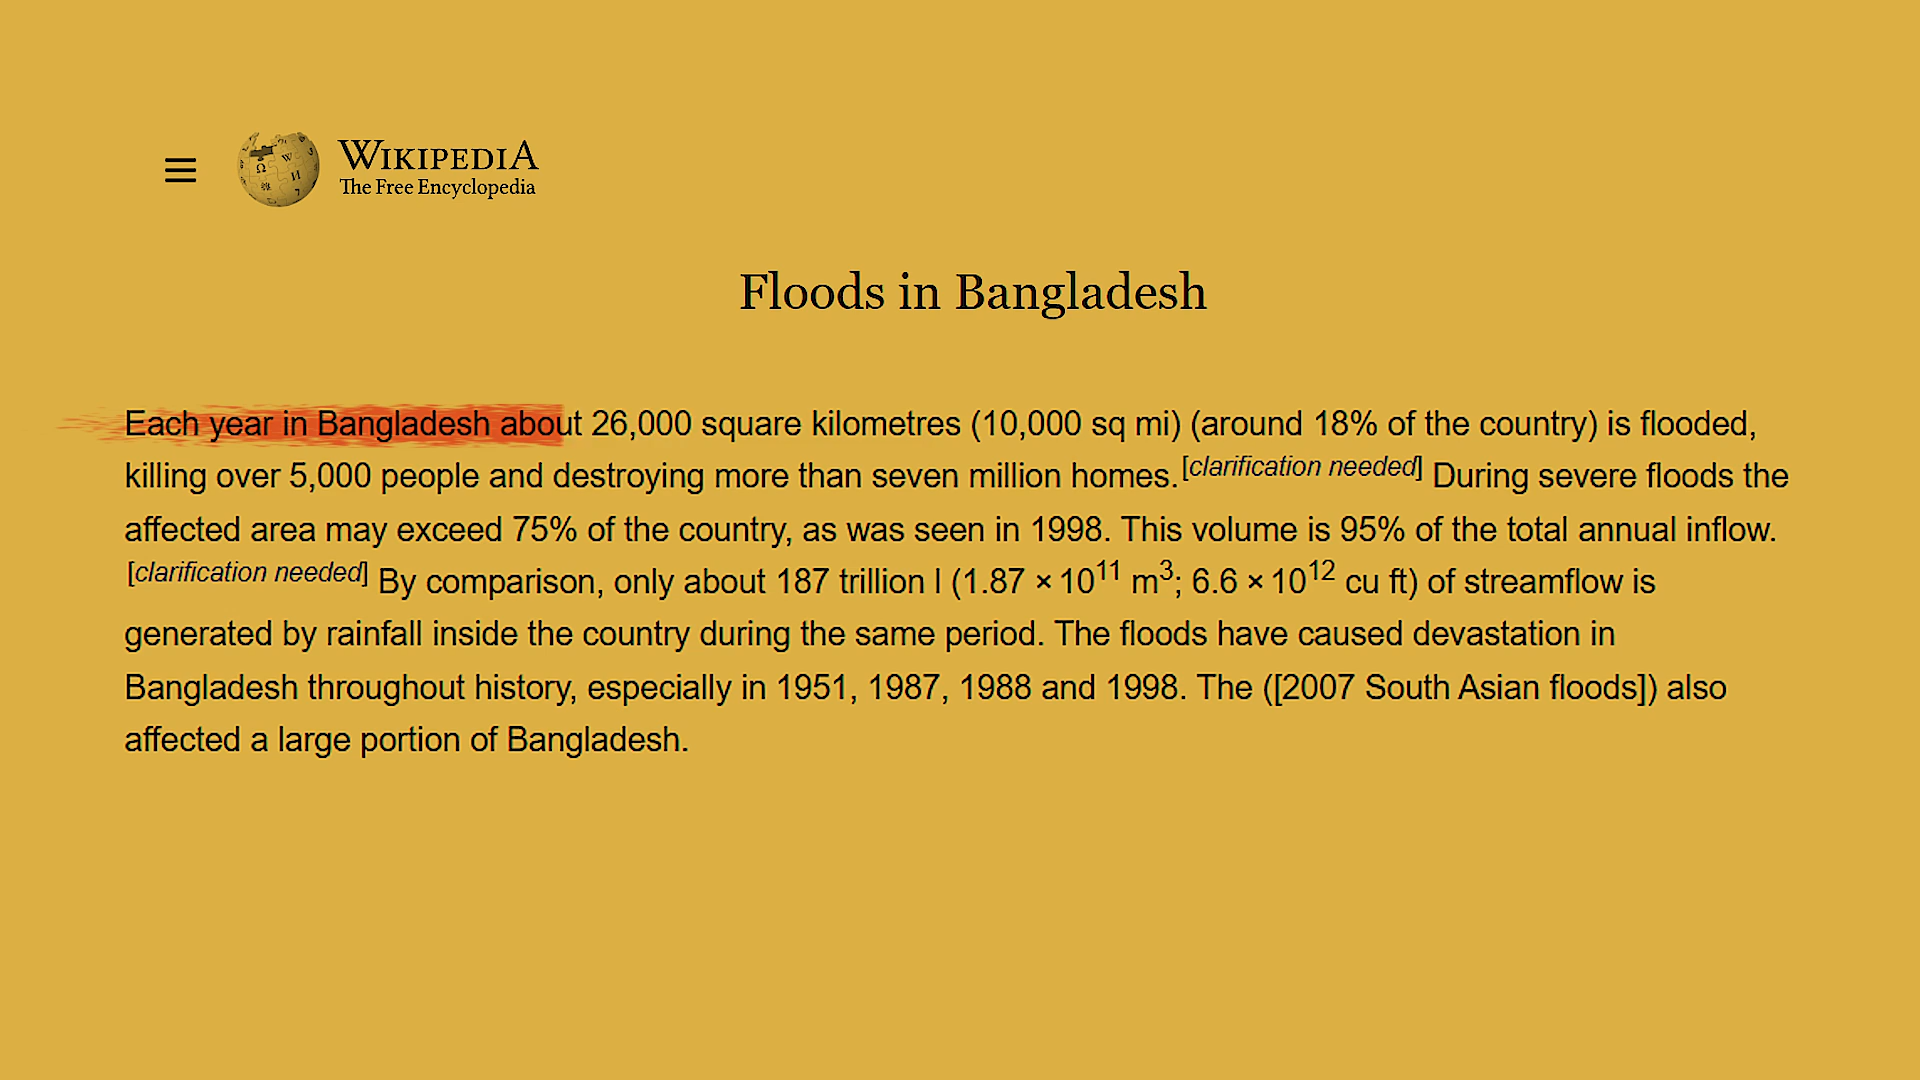 WIKIPEDIA
The Free Encyclopedia
Floods in Bangladesh
Each year in Bangladesh about 26,000 square kilometres (10,000 sq mi) (around 18% of the country) is flooded,
killing over 5,000 people and destroying more than seven million homes.[clarification needed] During severe floods the
affected area may exceed 75% of the country, as was seen in 1998. This volume is 95% of the total annual inflow.
[clarification needed] By comparison, only about 187 trillion l (1.87 × 10¹¹ m³; 6.6 × 10¹² cu ft) of streamflow is
generated by rainfall inside the country during the same period. The floods have caused devastation in
Bangladesh throughout history, especially in 1951, 1987, 1988 and 1998. The ([2007 South Asian floods]) also
affected a large portion of Bangladesh.